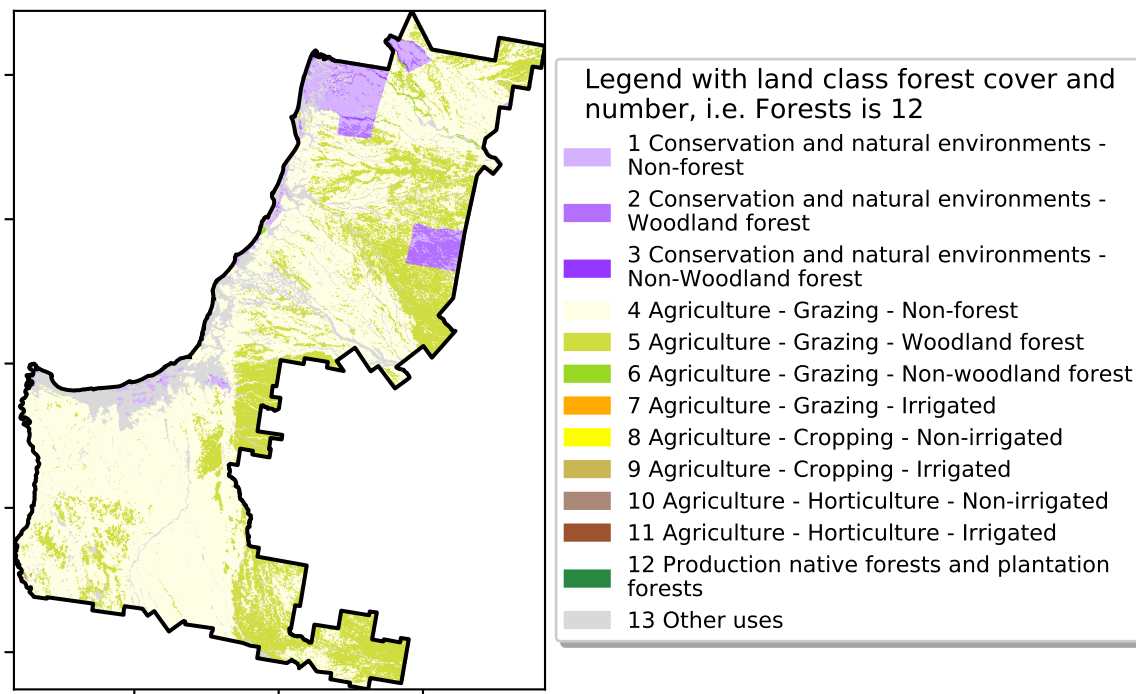 Legend with land class forest cover and
number, i.e. Forests is 12
1 Conservation and natural environments -
Non-forest
2 Conservation and natural environments -
Woodland forest
3 Conservation and natural environments -
Non-Woodland forest
4 Agriculture - Grazing - Non-forest
5 Agriculture - Grazing - Woodland forest
6 Agriculture - Grazing - Non-woodland forest
7 Agriculture - Grazing - Irrigated
8 Agriculture - Cropping - Non-irrigated
9 Agriculture - Cropping - Irrigated
10 Agriculture - Horticulture - Non-irrigated
11 Agriculture - Horticulture - Irrigated
12 Production native forests and plantation
forests
13 Other uses